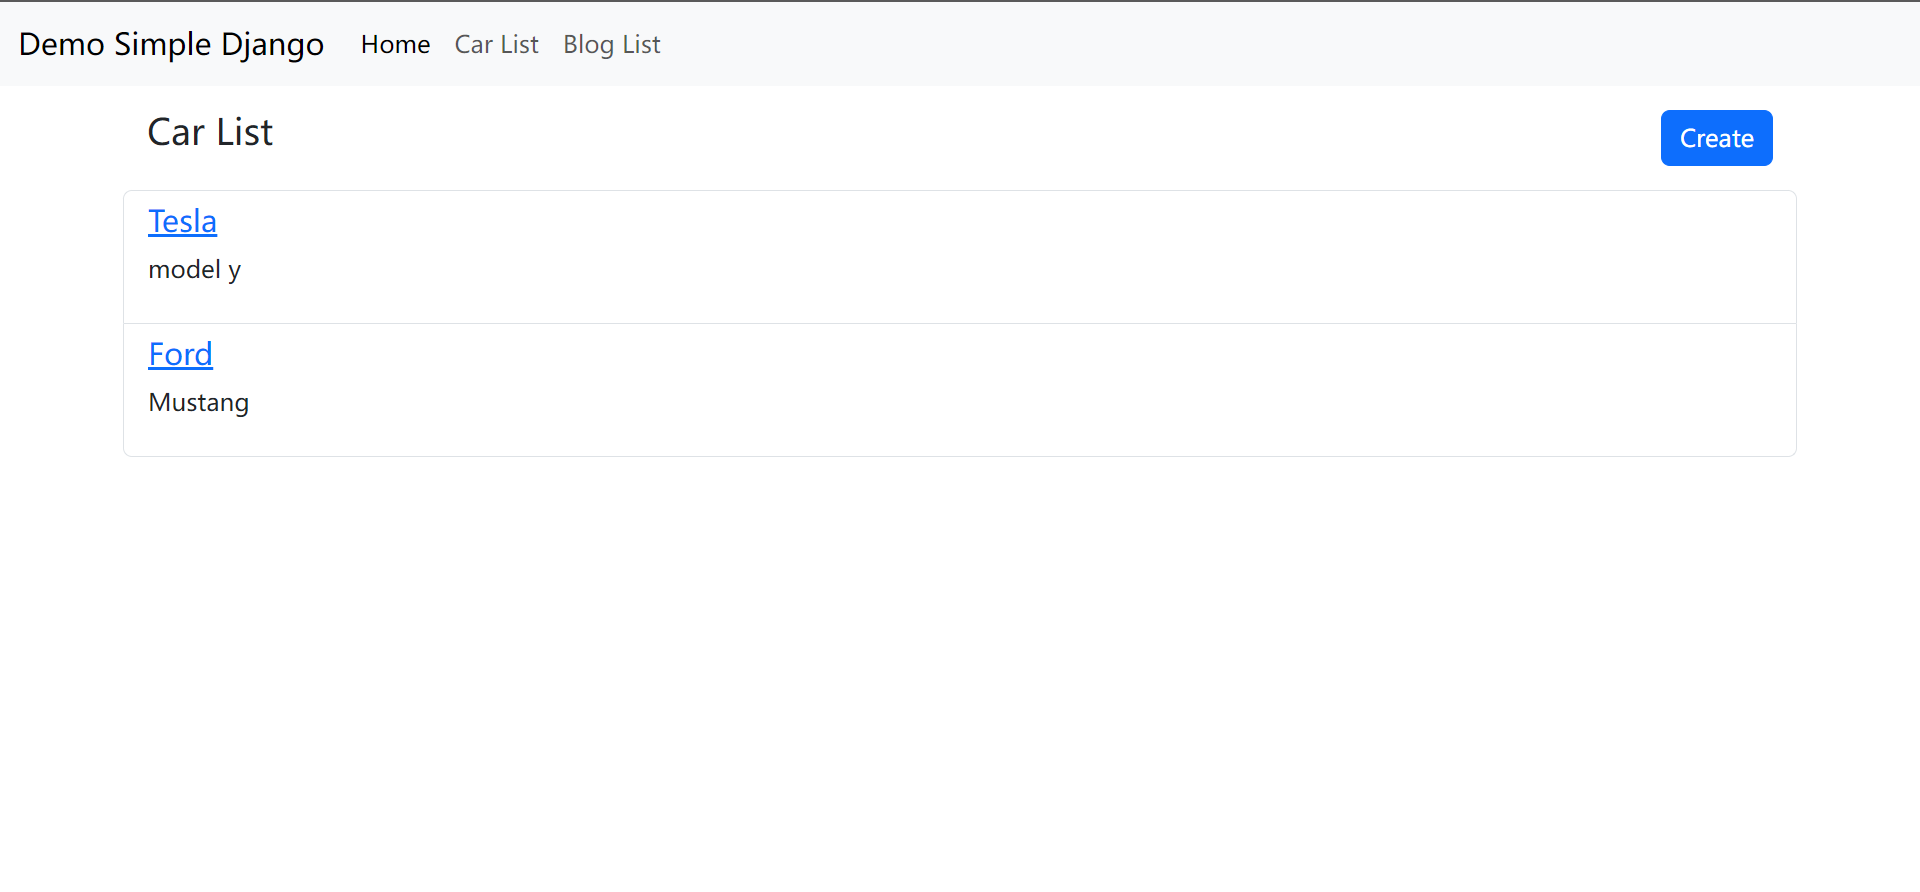 Demo Simple Django Home Car List Blog List
Car List Create
Tesla
model y
Ford
Mustang